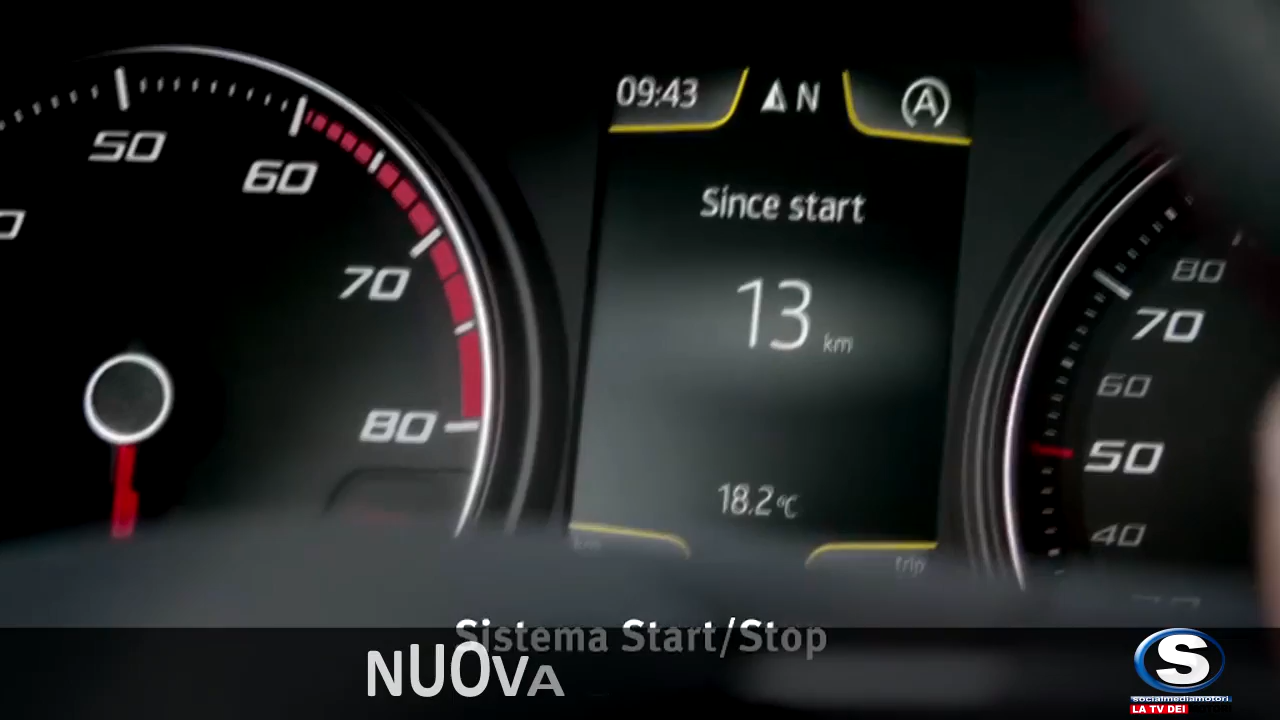 50
60
70
80
09:43
N
A
Since start
13 km
18.2°C
trip
80
70
60
50
40
Sistema Start/Stop
NUOVA
S
socialmediamotori
LA TV DEI